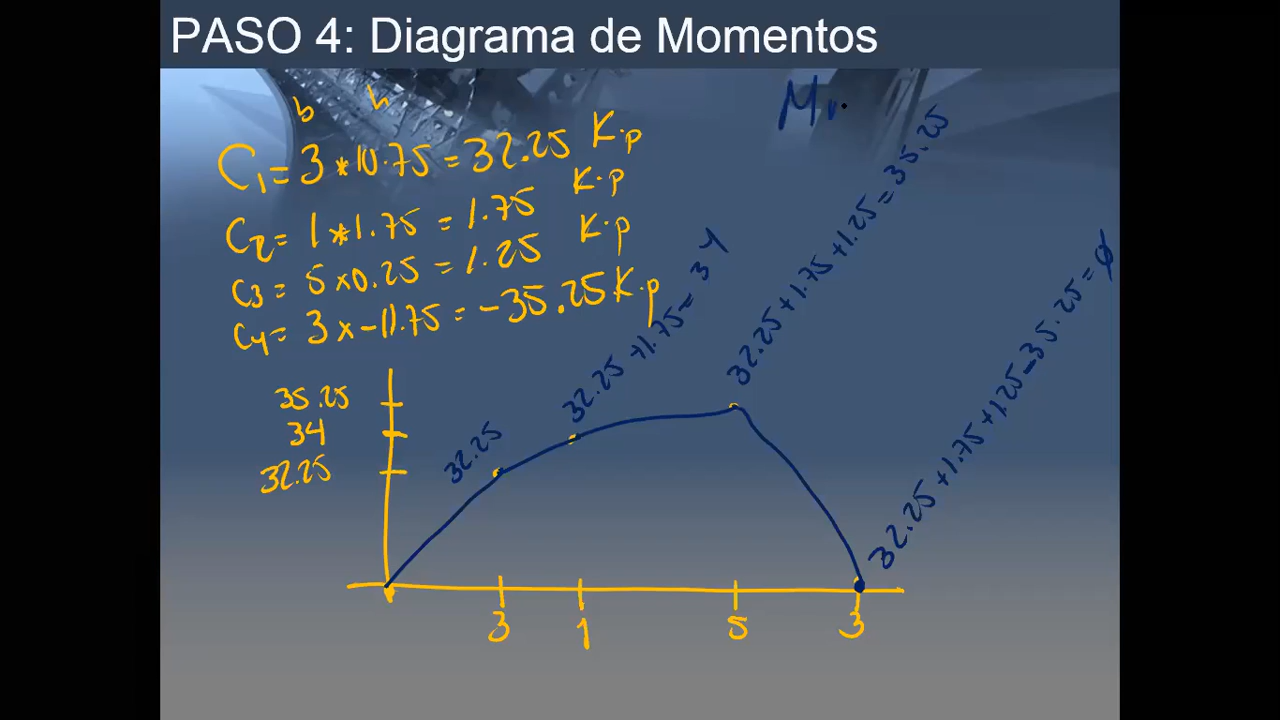 PASO 4: Diagrama de Momentos
b h
C1 = 3 * 10.75 = 32.25 K·p
C2 = 1 * 1.75 = 1.75 K·p
C3 = 5 x 0.25 = 1.25 K·p
C4 = 3 x -11.75 = -35.25 K·p
35.25
34
32.25
32.25
32.25 + 1.75 = 34
32.25 + 1.75 + 1.25 = 35.25
32.25 + 1.75 + 1.25 - 35.25 = 0
3 1 5 3